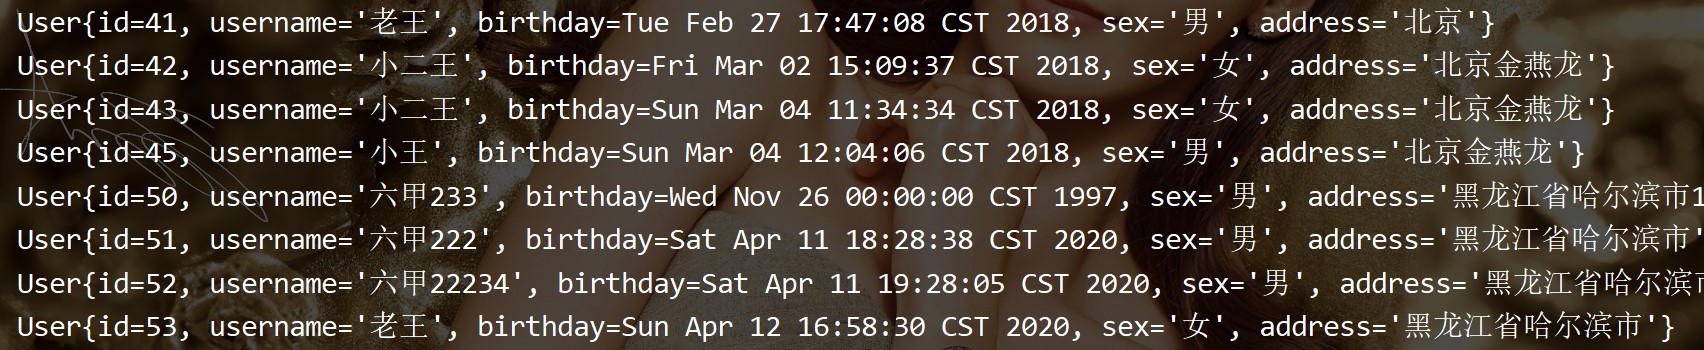 User{id=41, username='老王', birthday=Tue Feb 27 17:47:08 CST 2018, sex='男', address='北京'}
User{id=42, username='小二王', birthday=Fri Mar 02 15:09:37 CST 2018, sex='女', address='北京金燕龙'}
User{id=43, username='小二王', birthday=Sun Mar 04 11:34:34 CST 2018, sex='女', address='北京金燕龙'}
User{id=45, username='小王', birthday=Sun Mar 04 12:04:06 CST 2018, sex='男', address='北京金燕龙'}
User{id=50, username='六甲233', birthday=Wed Nov 26 00:00:00 CST 1997, sex='男', address='黑龙江省哈尔滨市1
User{id=51, username='六甲222', birthday=Sat Apr 11 18:28:38 CST 2020, sex='男', address='黑龙江省哈尔滨市'
User{id=52, username='六甲22234', birthday=Sat Apr 11 19:28:05 CST 2020, sex='男', address='黑龙江省哈尔滨市
User{id=53, username='老王', birthday=Sun Apr 12 16:58:30 CST 2020, sex='女', address='黑龙江省哈尔滨市'}